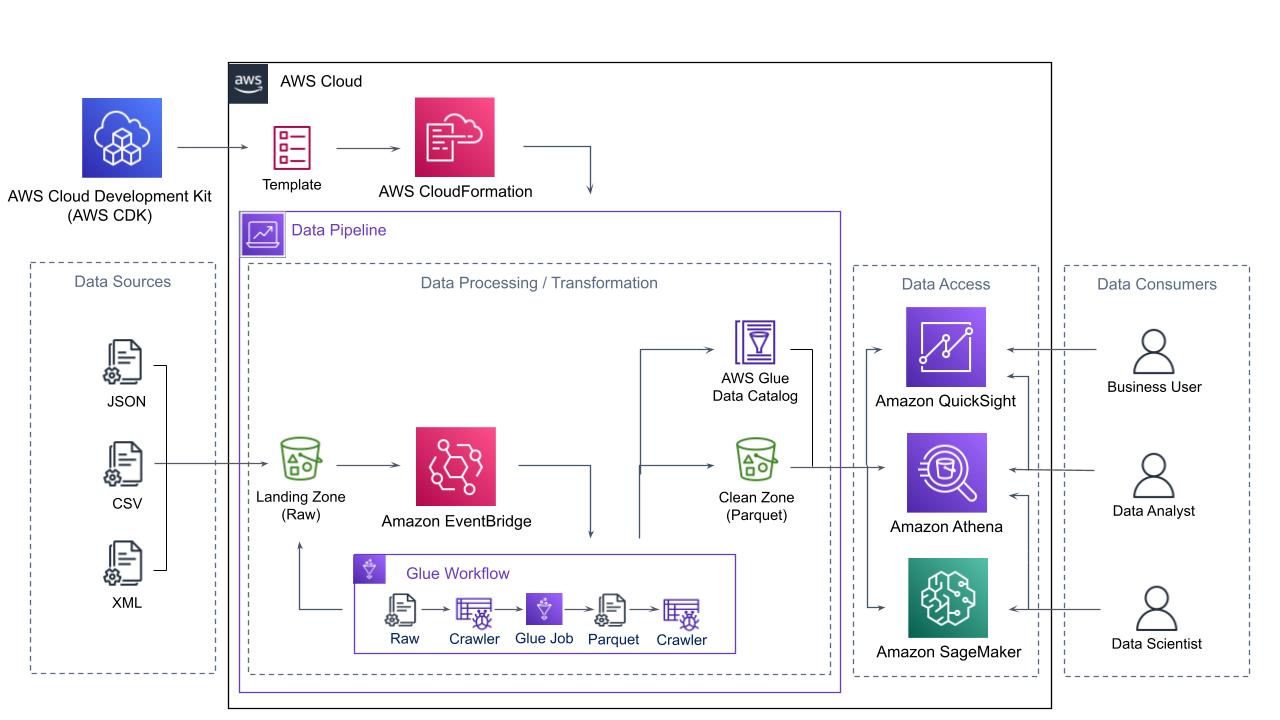 aws
AWS Cloud
AWS Cloud Development Kit
(AWS CDK)
Template
AWS CloudFormation
Data Pipeline
Data Sources
JSON
CSV
XML
Data Processing / Transformation
Landing Zone
(Raw)
Amazon EventBridge
AWS Glue
Data Catalog
Clean Zone
(Parquet)
Glue Workflow
Raw
Crawler
Glue Job
Parquet
Crawler
Data Access
Amazon QuickSight
Amazon Athena
Amazon SageMaker
Data Consumers
Business User
Data Analyst
Data Scientist